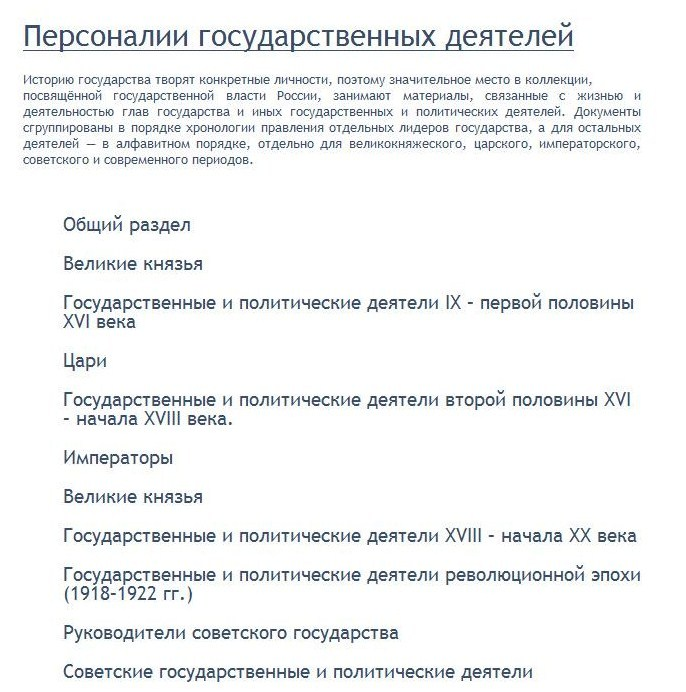 Персоналии государственных деятелей
Историю государства творят конкретные личности, поэтому значительное место в коллекции,
посвящённой государственной власти России, занимают материалы, связанные с жизнью и
деятельностью глав государства и иных государственных и политических деятелей. Документы
сгруппированы в порядке хронологии правления отдельных лидеров государства, а для остальных
деятелей — в алфавитном порядке, отдельно для великокняжеского, царского, императорского,
советского и современного периодов.
Общий раздел
Великие князья
Государственные и политические деятели IX – первой половины
XVI века
Цари
Государственные и политические деятели второй половины XVI
– начала XVIII века.
Императоры
Великие князья
Государственные и политические деятели XVIII – начала XX века
Государственные и политические деятели революционной эпохи
(1918–1922 гг.)
Руководители советского государства
Советские государственные и политические деятели